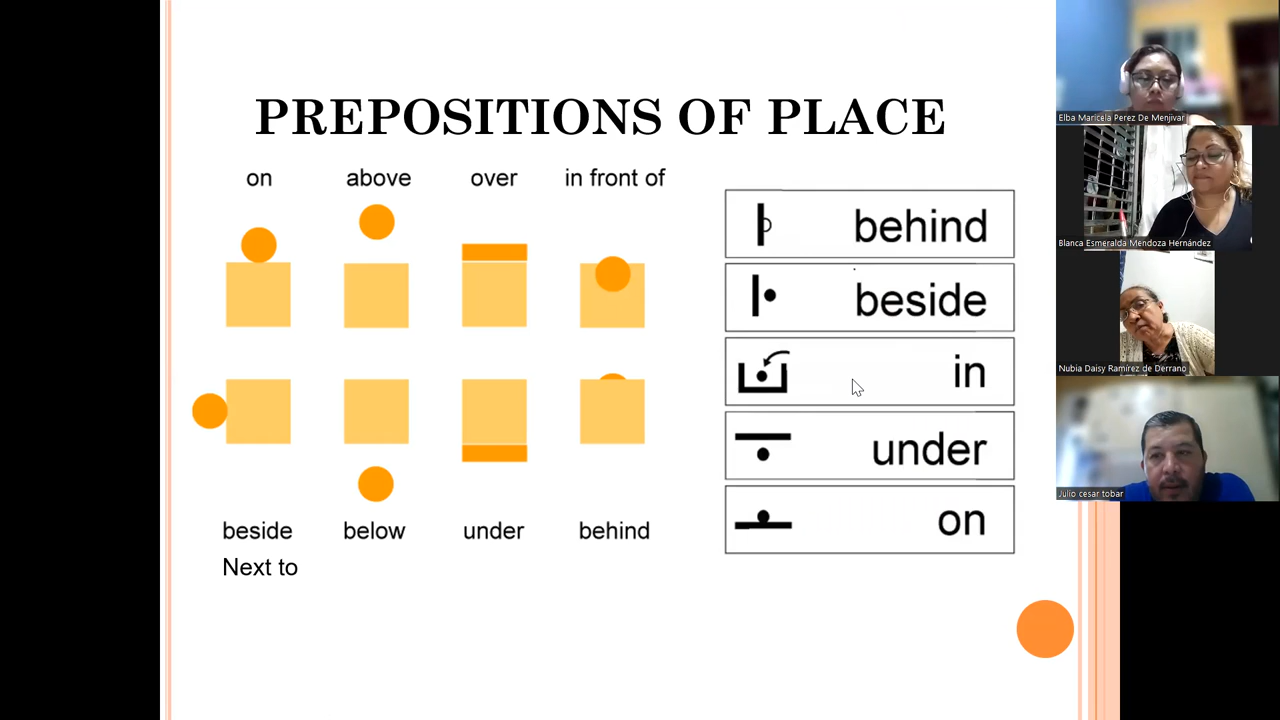 PREPOSITIONS OF PLACE
on above over in front of
beside below under behind
Next to
behind
beside
in
under
on
Elba Maricela Perez De Menjivar
Blanca Esmeralda Mendoza Hernández
Nubia Daisy Ramírez de Derrano
Julio cesar tobar